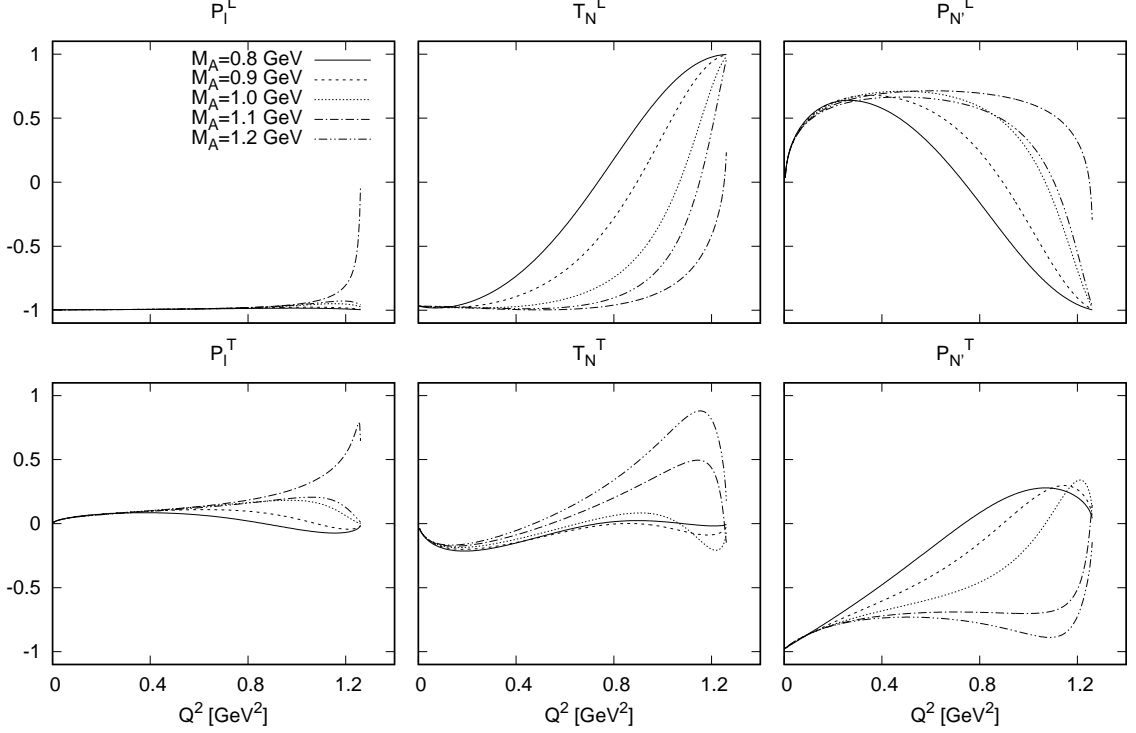 P_l^L T_N^L P_N'^L
M_A=0.8 GeV
M_A=0.9 GeV
M_A=1.0 GeV
M_A=1.1 GeV
M_A=1.2 GeV
1
0.5
0
-0.5
-1
P_l^T T_N^T P_N'^T
1
0.5
0
-0.5
-1
0 0.4 0.8 1.2 0 0.4 0.8 1.2 0 0.4 0.8 1.2
Q^2 [GeV^2] Q^2 [GeV^2] Q^2 [GeV^2]